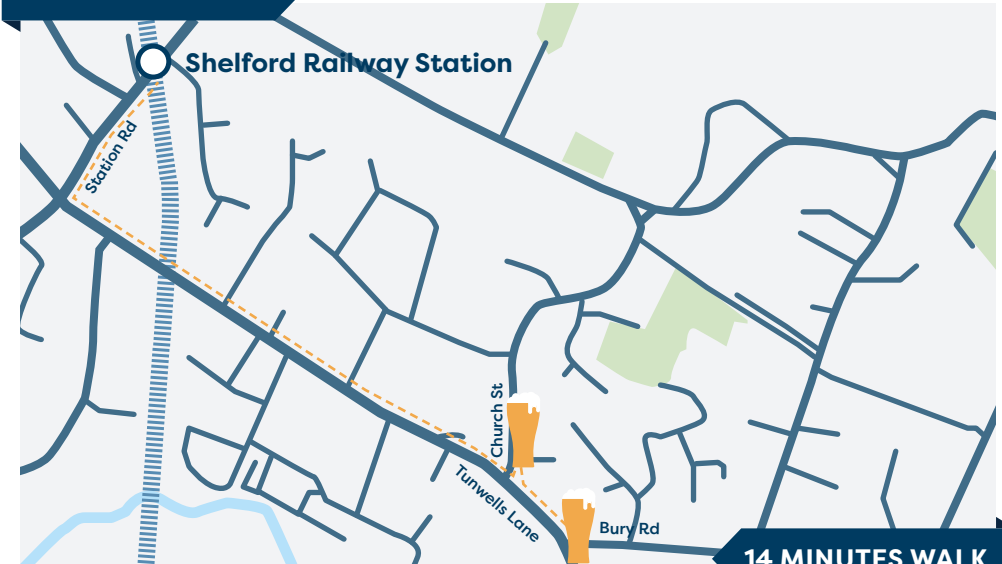 Shelford Railway Station
Station Rd
Church St
Tunwells Lane
Bury Rd
14 MINUTES WALK